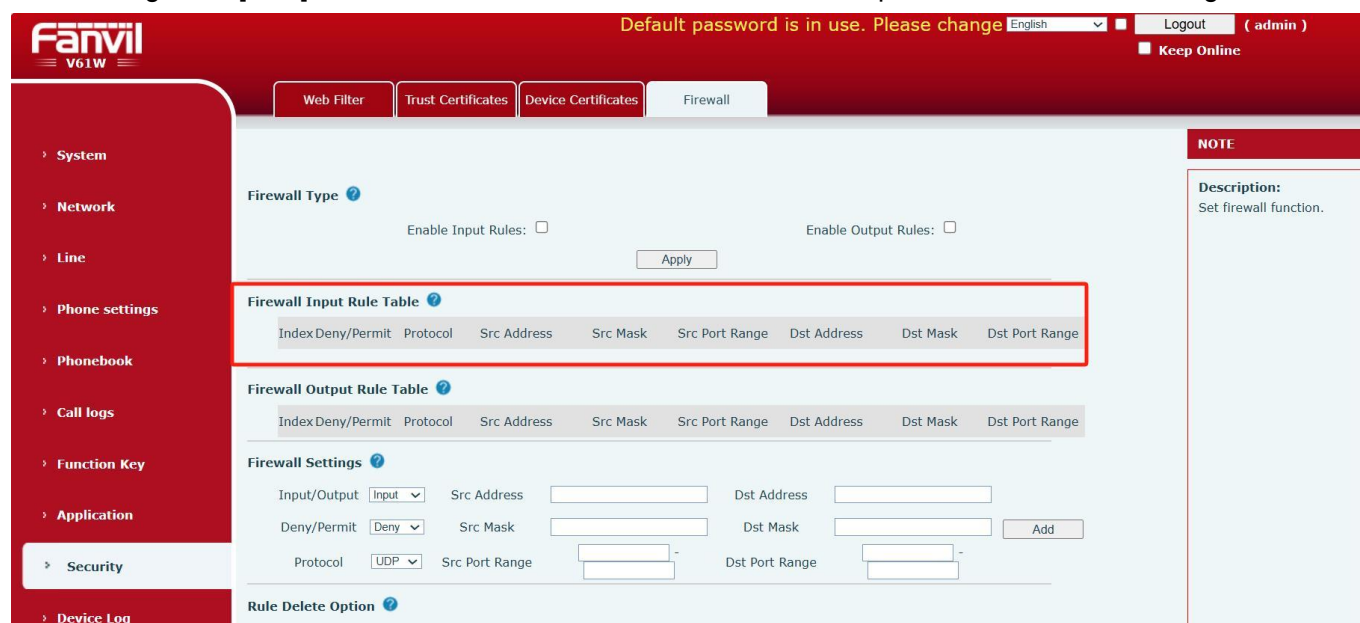 Default password is in use. Please change English Logout ( admin )
Fanvil
V61W
Keep Online
Web Filter Trust Certificates Device Certificates Firewall
System
Network
Line
Phone settings
Phonebook
Call logs
Function Key
Application
Security
Device Log
Firewall Type
Enable Input Rules: Enable Output Rules:
Apply
Firewall Input Rule Table
Index Deny/Permit Protocol Src Address Src Mask Src Port Range Dst Address Dst Mask Dst Port Range
Firewall Output Rule Table
Index Deny/Permit Protocol Src Address Src Mask Src Port Range Dst Address Dst Mask Dst Port Range
Firewall Settings
Input/Output Input Src Address Dst Address
Deny/Permit Deny Src Mask Dst Mask Add
Protocol UDP Src Port Range - Dst Port Range -
Rule Delete Option
NOTE
Description:
Set firewall function.